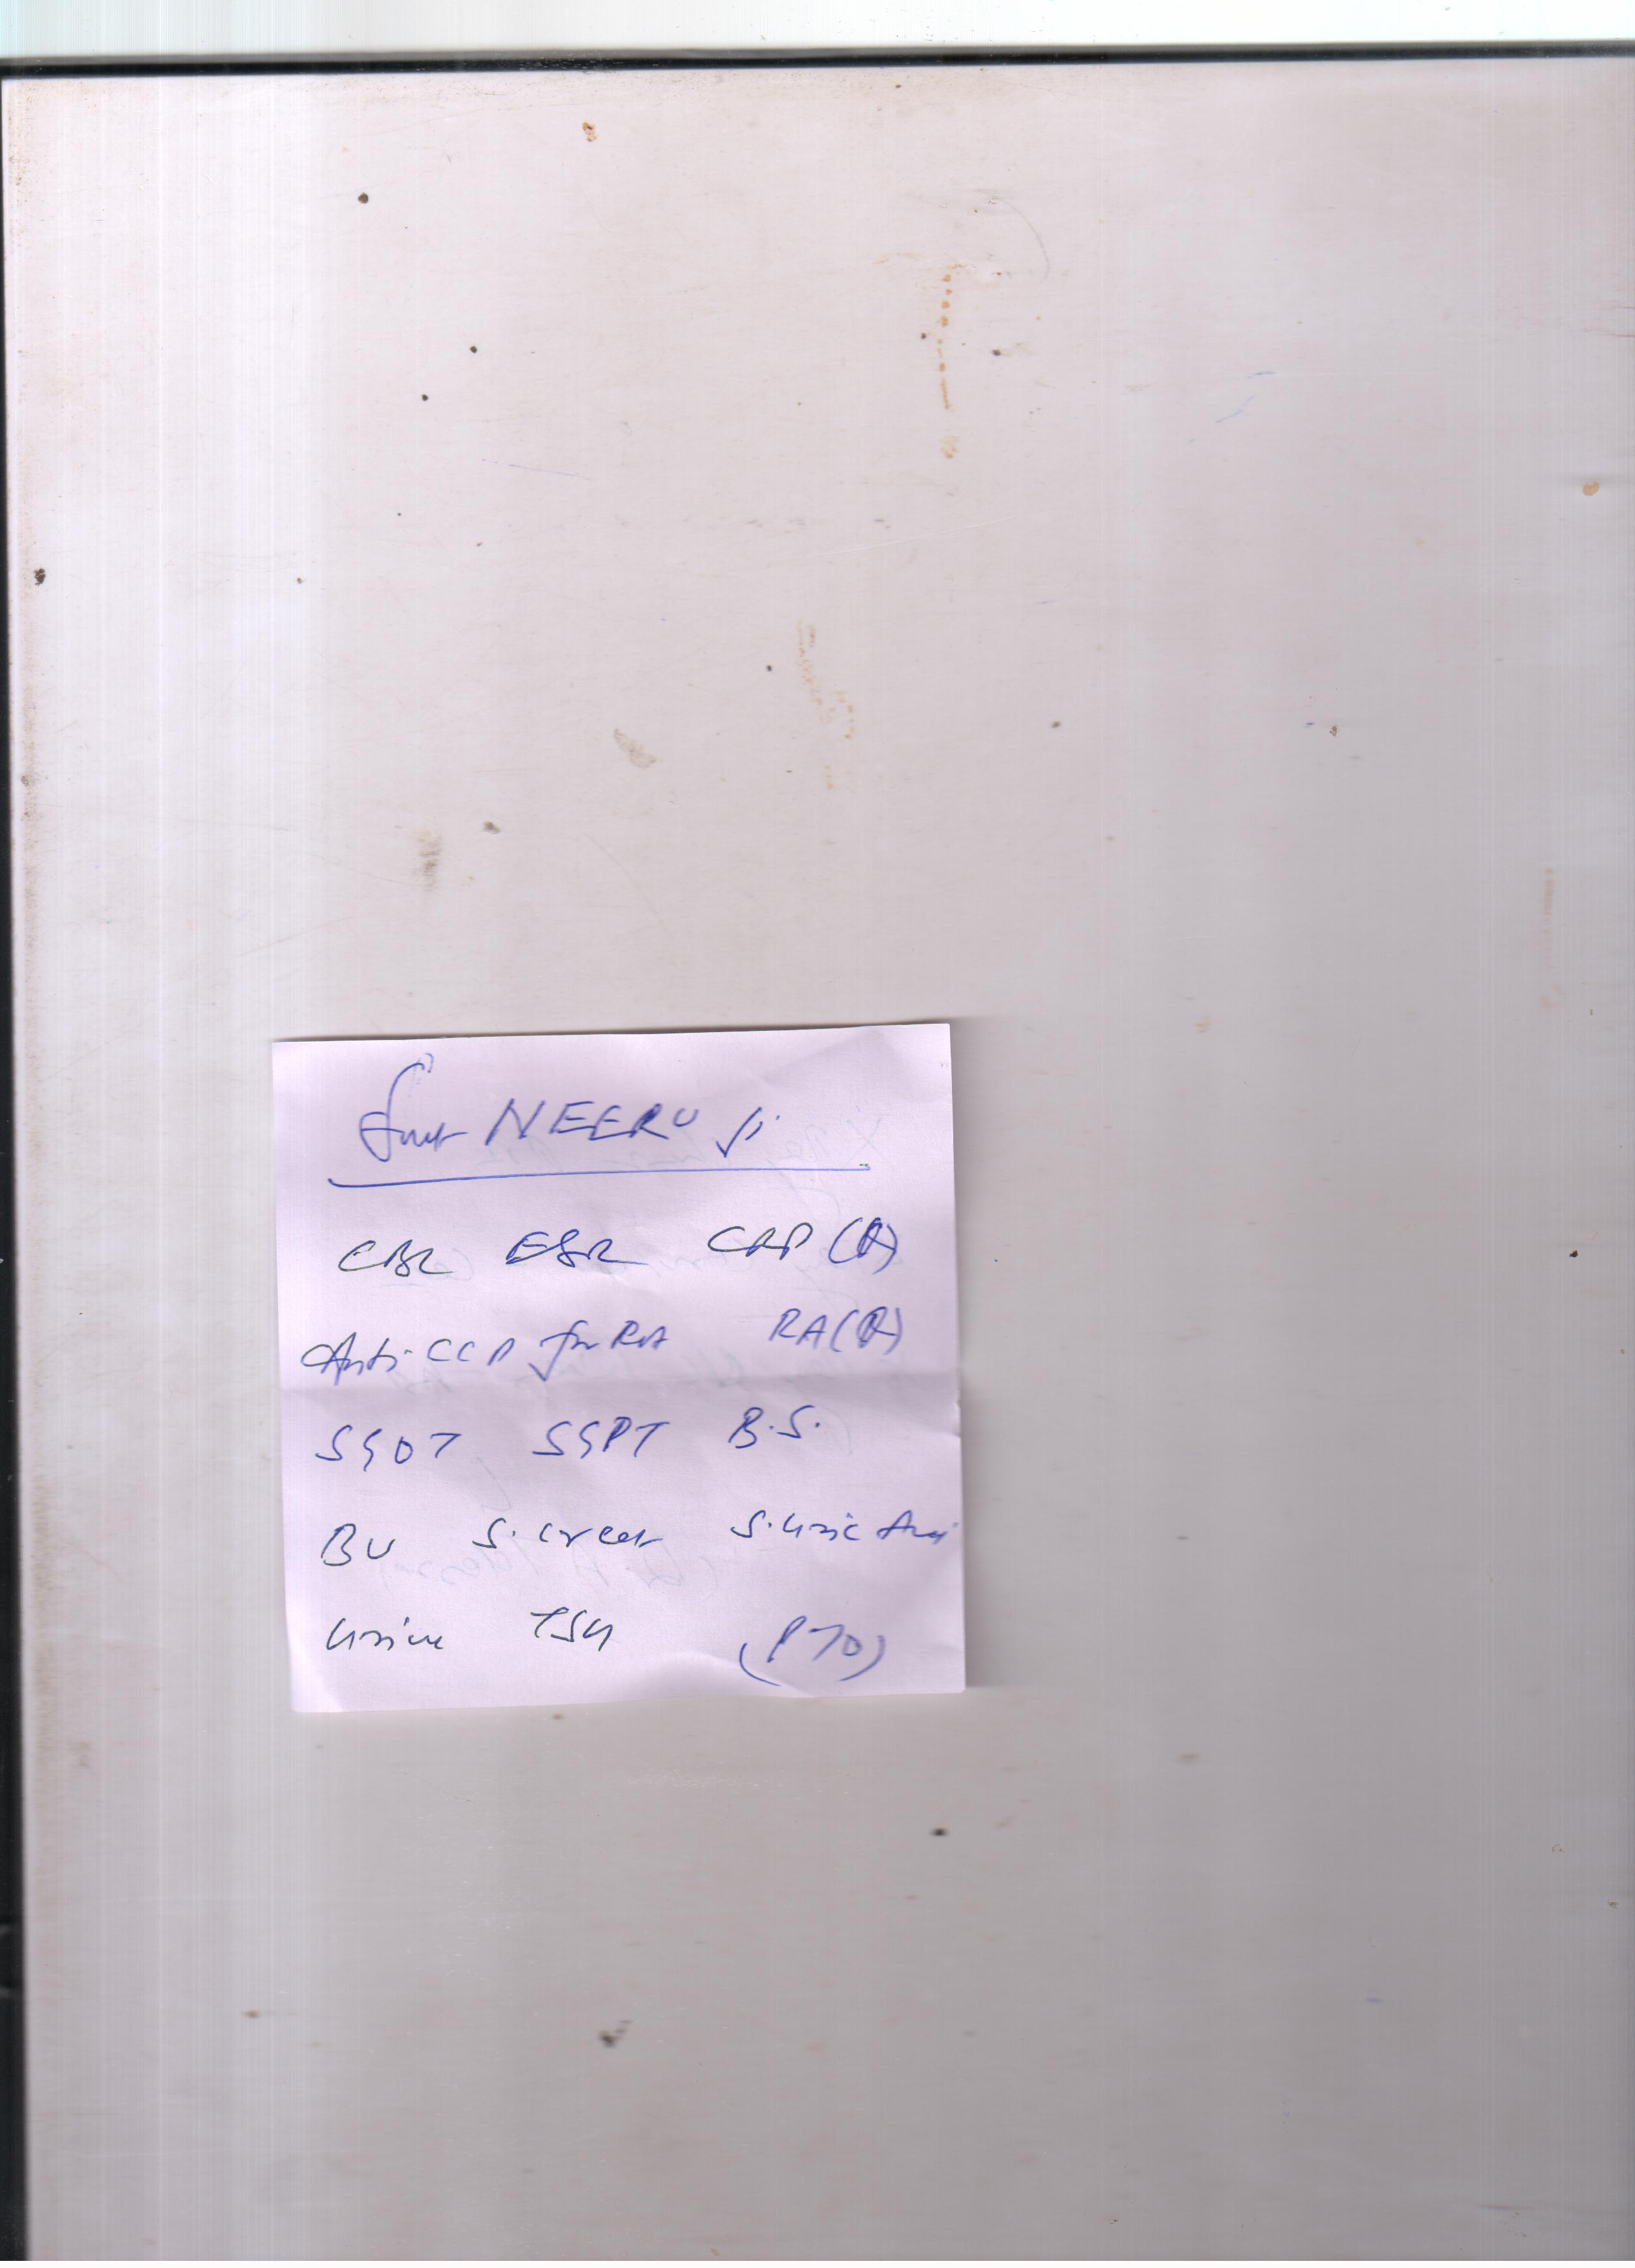 Smt NEERU Ji
CBC ESR CRP (Q)
Anti-CCP for RA RA (Q)
SGOT SGPT B.S.
BU S. Creat S. Uric Acid
Urine TSH (PTO)